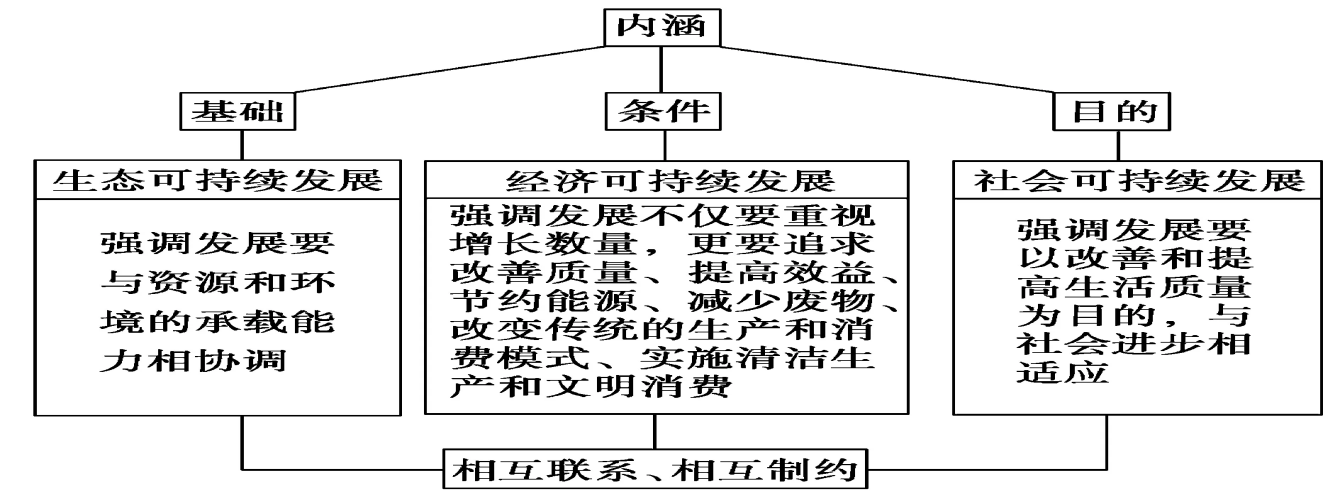 内涵
基础
条件
目的
生态可持续发展
强调发展要
与资源和环
境的承载能
力相协调
经济可持续发展
强调发展不仅要重视
增长数量，更要追求
改善质量、提高效益、
节约能源、减少废物、
改变传统的生产和消
费模式、实施清洁生
产和文明消费
社会可持续发展
强调发展要
以改善和提
高生活质量
为目的，与
社会进步相
适应
相互联系、相互制约